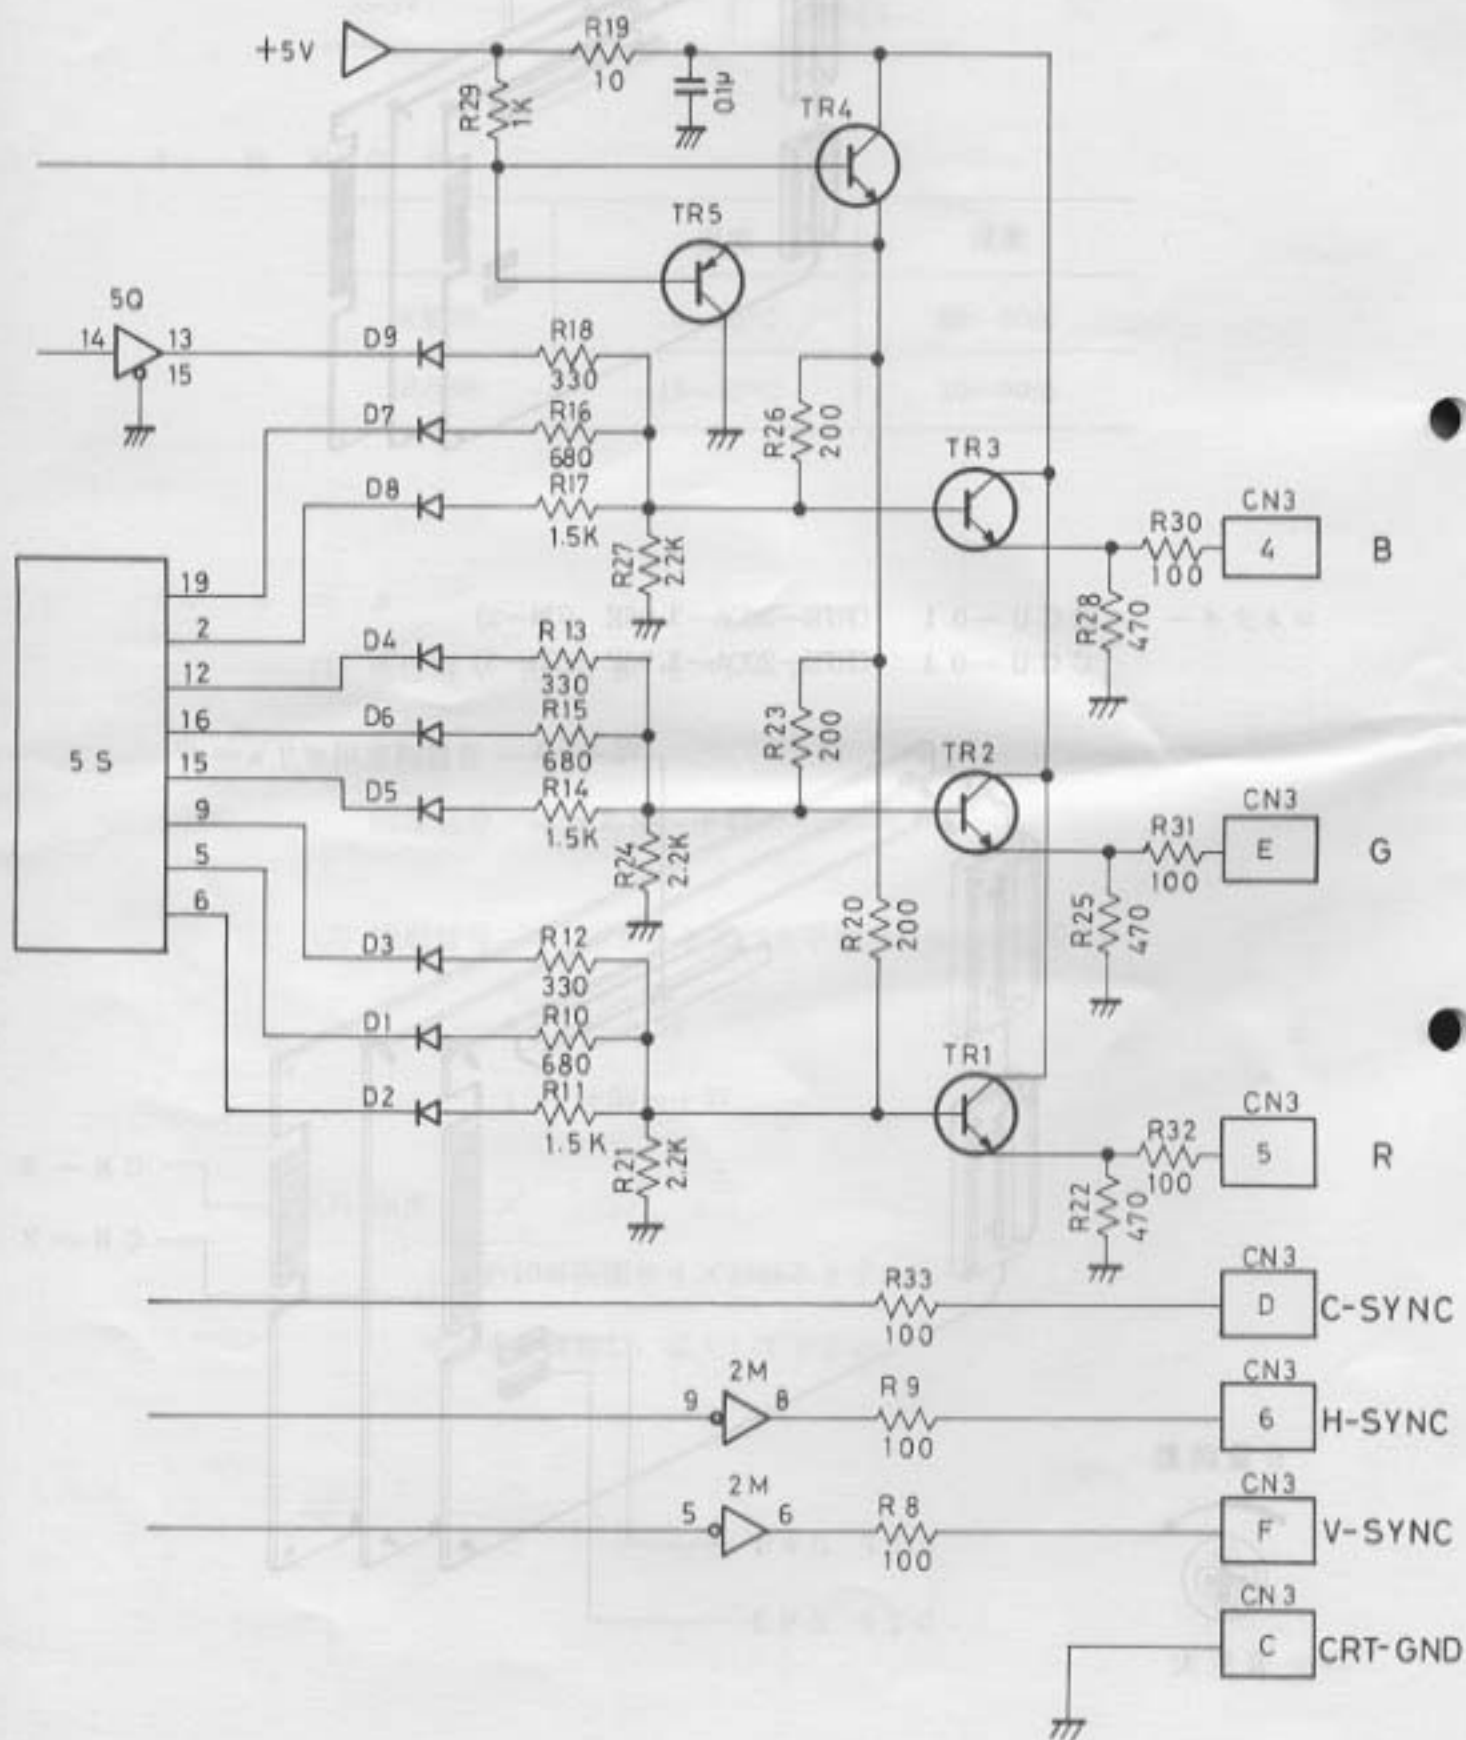 +5V
R19
10
R29
1K
0.1μ
TR4
TR5
5Q
14
13
15
D9
R18
330
D7
R16
680
R26
200
TR3
D8
R17
1.5K
R27
2.2K
CN3
R30
4
B
100
R28
470
5S
19
2
12
16
15
9
5
6
D4
R13
330
D6
R15
680
R23
200
TR2
D5
R14
1.5K
R24
2.2K
CN3
R31
E
G
100
R25
470
R20
200
D3
R12
330
D1
R10
680
TR1
D2
R11
1.5K
R21
2.2K
CN3
R32
5
R
100
R22
470
CN3
R33
D
C-SYNC
100
2M
9
8
R9
100
CN3
6
H-SYNC
2M
5
6
R8
100
CN3
F
V-SYNC
CN3
C
CRT-GND